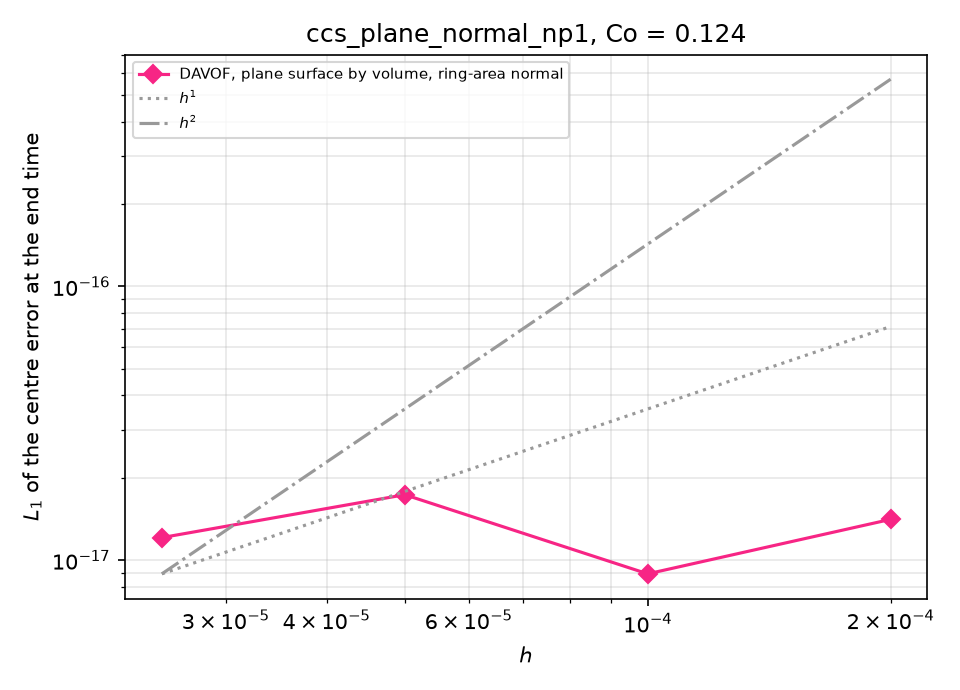 ccs_plane_normal_np1, Co = 0.124
DAVOF, plane surface by volume, ring-area normal
h¹
h²
L₁ of the centre error at the end time
10⁻¹⁶
10⁻¹⁷
3 × 10⁻⁵ 4 × 10⁻⁵ 6 × 10⁻⁵ 10⁻⁴ 2 × 10⁻⁴
h